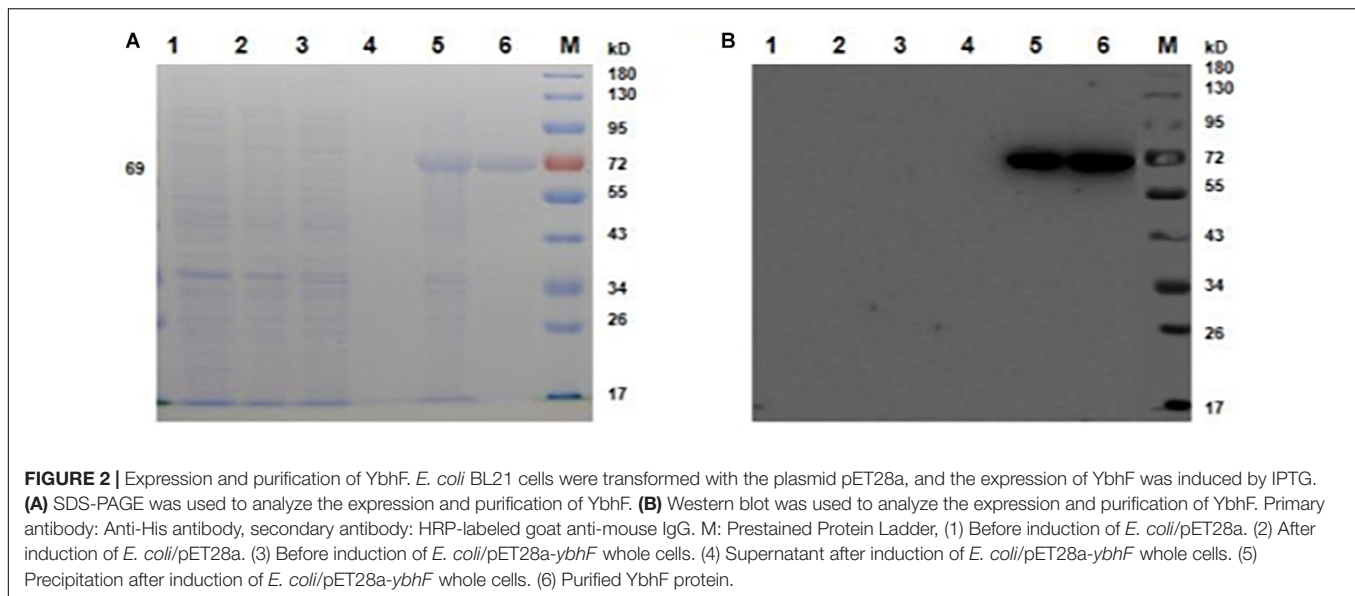 A 1 2 3 4 5 6 M kD
180
130
95
72
55
43
34
26
17
69
B 1 2 3 4 5 6 M kD
180
130
95
72
55
43
34
26
17
FIGURE 2 | Expression and purification of YbhF. E. coli BL21 cells were transformed with the plasmid pET28a, and the expression of YbhF was induced by IPTG.
(A) SDS-PAGE was used to analyze the expression and purification of YbhF. (B) Western blot was used to analyze the expression and purification of YbhF. Primary
antibody: Anti-His antibody, secondary antibody: HRP-labeled goat anti-mouse IgG. M: Prestained Protein Ladder, (1) Before induction of E. coli/pET28a. (2) After
induction of E. coli/pET28a. (3) Before induction of E. coli/pET28a-ybhF whole cells. (4) Supernatant after induction of E. coli/pET28a-ybhF whole cells. (5)
Precipitation after induction of E. coli/pET28a-ybhF whole cells. (6) Purified YbhF protein.